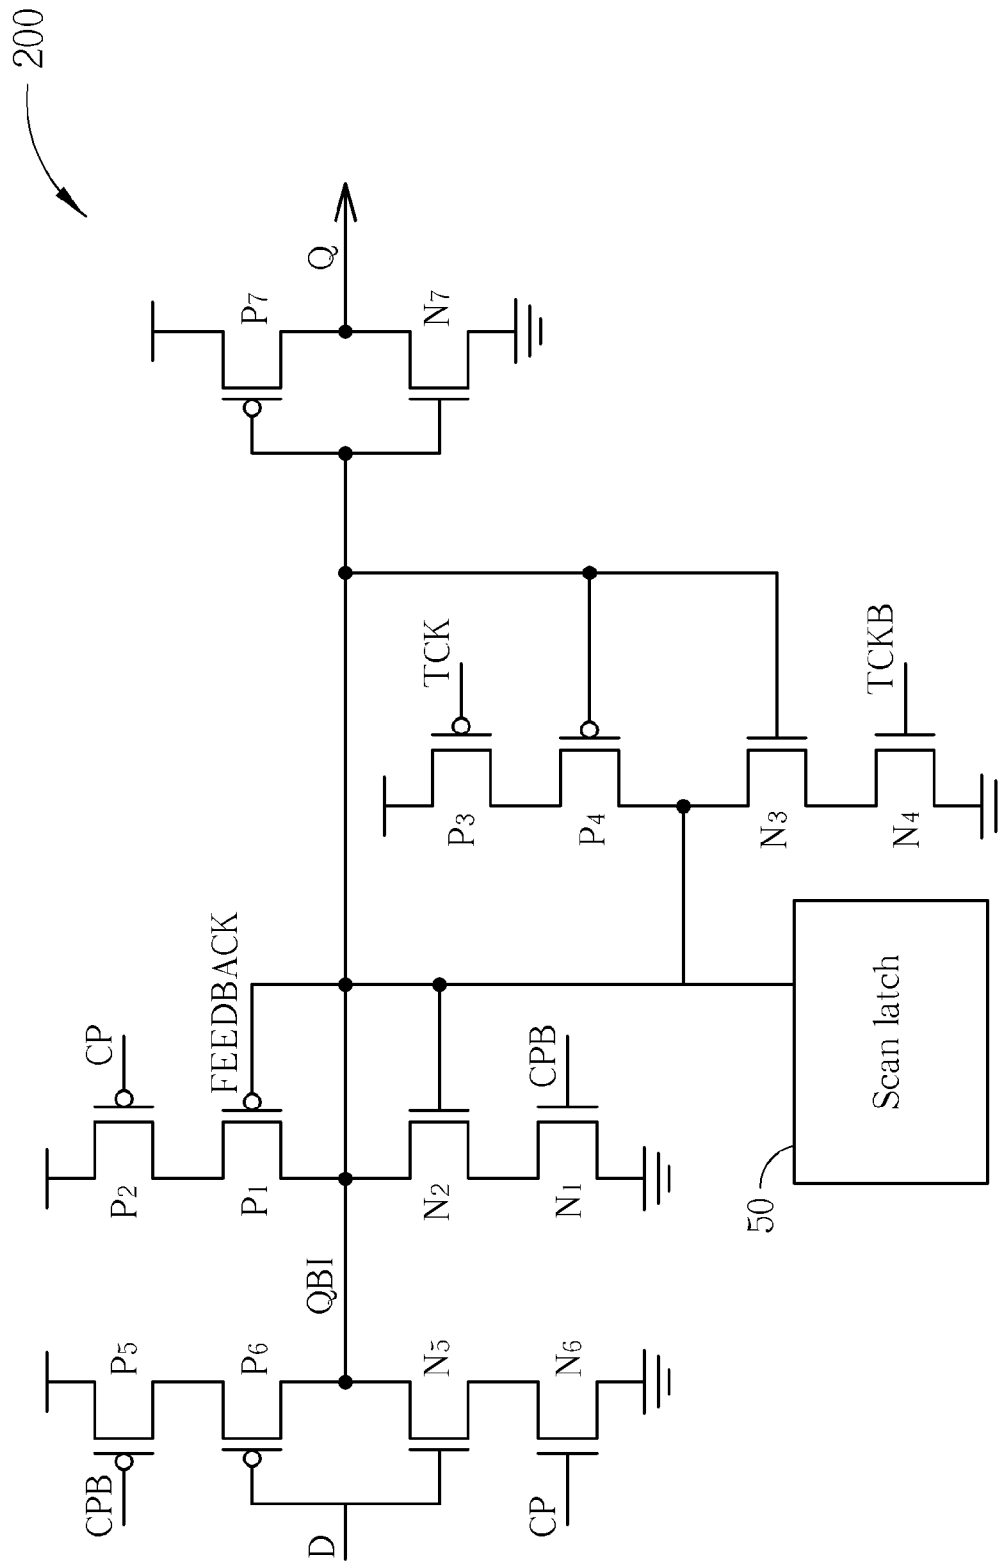 200
CPB
D
CP
P5
P6
N5
N6
QBI
P2
P1
N2
N1
CP
FEEDBACK
CPB
50
Scan latch
P3
P4
N3
N4
TCK
TCKB
P7
N7
Q